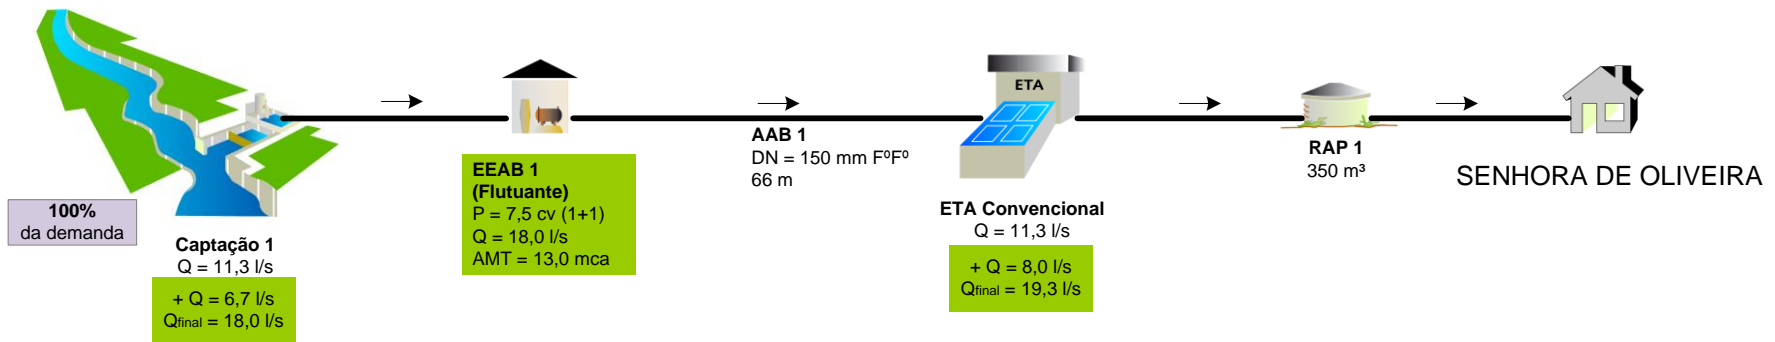 100%
da demanda
Captação 1
Q = 11,3 l/s
+ Q = 6,7 l/s
Qfinal = 18,0 l/s
EEAB 1
(Flutuante)
P = 7,5 cv (1+1)
Q = 18,0 l/s
AMT = 13,0 mca
AAB 1
DN = 150 mm FºFº
66 m
ETA
ETA Convencional
Q = 11,3 l/s
+ Q = 8,0 l/s
Qfinal = 19,3 l/s
RAP 1
350 m³
SENHORA DE OLIVEIRA